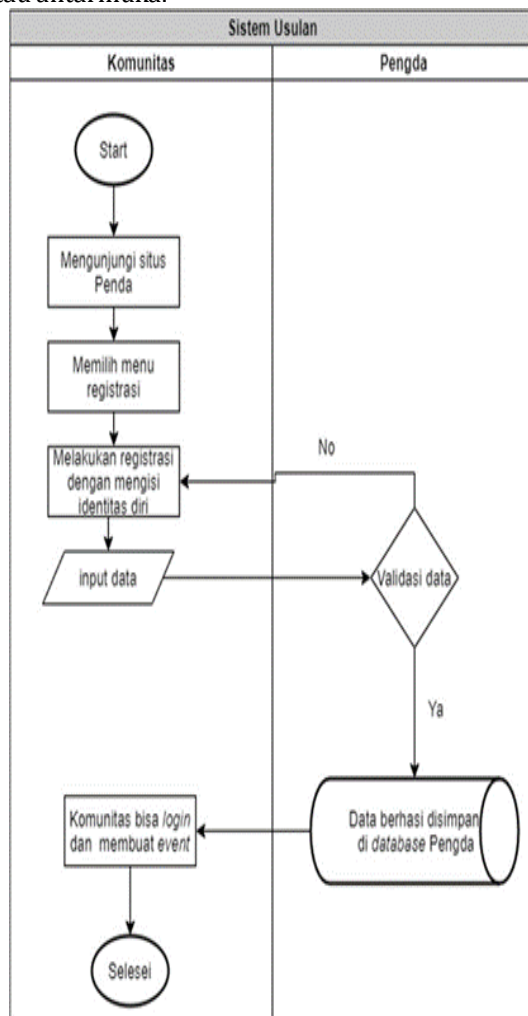 Sistem Usulan
Komunitas
Pengda
Start
Mengunjungi situs
Penda
Memilih menu
registrasi
Melakukan registrasi
dengan mengisi
identitas diri
No
input data
Validasi data
Ya
Komunitas bisa login
dan membuat event
Data berhasi disimpan
di database Pengda
Selesei